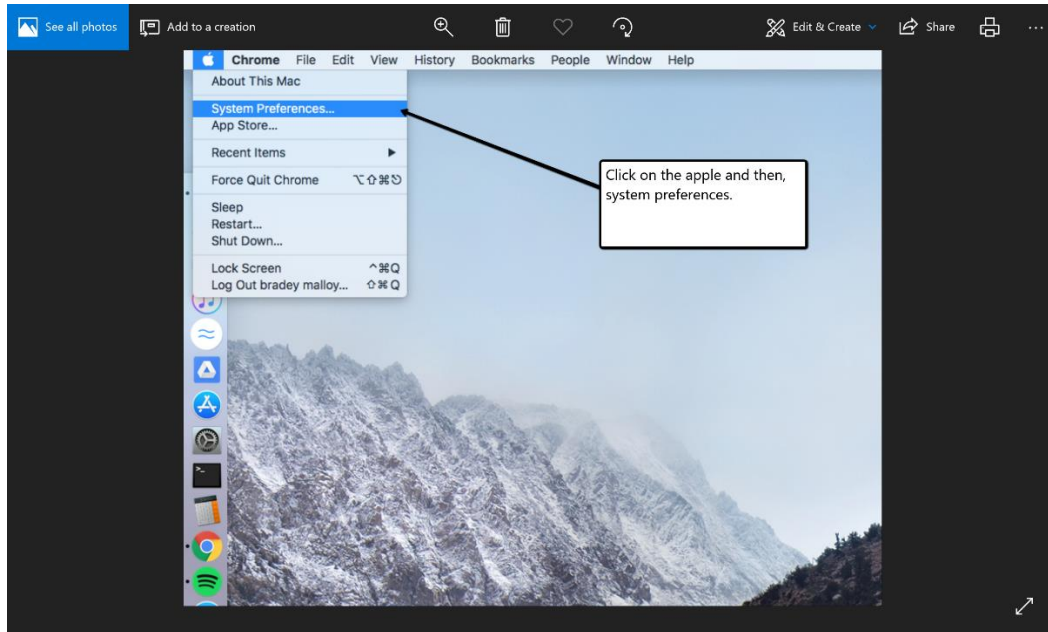 See all photos
Add to a creation
Edit & Create
Share
Chrome File Edit View History Bookmarks People Window Help
About This Mac
System Preferences...
App Store...
Recent Items
Force Quit Chrome ⌥⇧⌘⎋
Sleep
Restart...
Shut Down...
Lock Screen ^⌘Q
Log Out bradey malloy... ⇧⌘Q
Click on the apple and then,
system preferences.